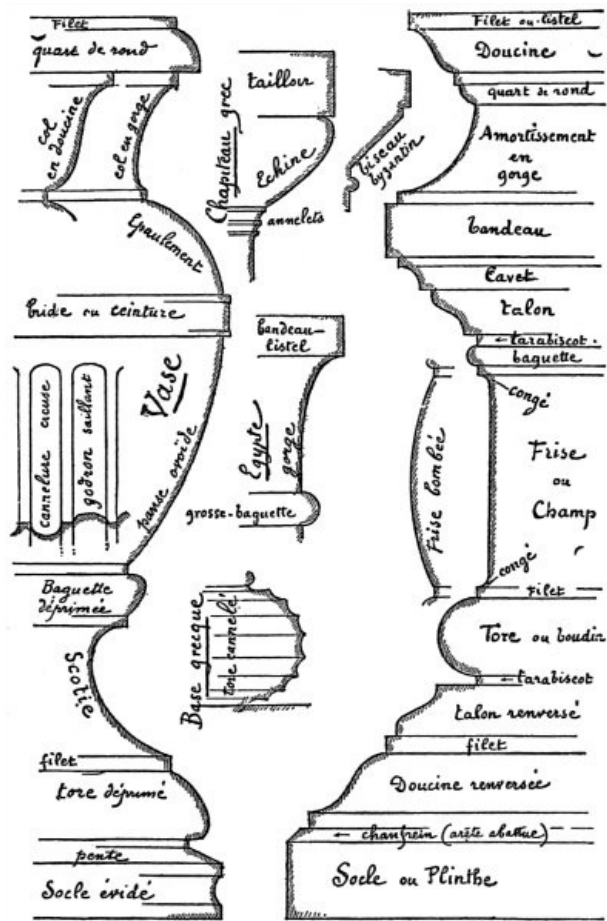 Filet
quart de rond
col
en doucine
col en gorge
Epaulement
bride ou ceinture
Vase
cannelure creuse
godron saillant
panse ovoïde
Baguette
déprimée
Scotie
filet
tore déprimé
pente
Socle évidé
Chapiteau grec
tailloir
Echine
annelets
biseau
byzantin
bandeau-
listel
Egypte
gorge
grosse-baguette
Base grecque
tore cannelé
Filet ou listel
Doucine
quart de rond
Amortissement
en
gorge
bandeau
Cavet
talon
← tarabiscot.
baguette
congé
Frise bombée
Frise
ou
Champ
congé
filet
Tore ou boudin
← tarabiscot
talon renversé
filet
Doucine renversée
← chanfrein (arête abattue)
Socle ou Plinthe